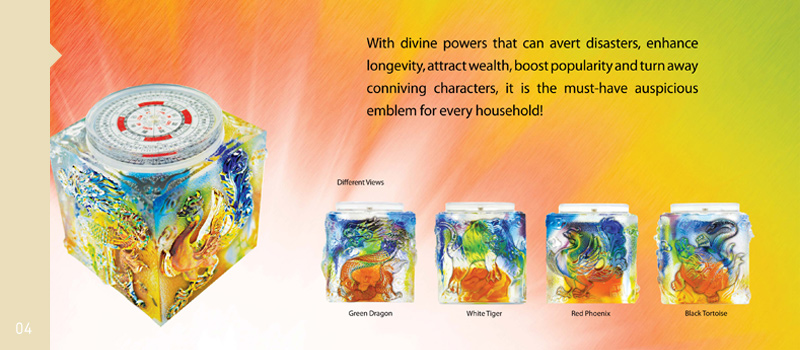 With divine powers that can avert disasters, enhance
longevity, attract wealth, boost popularity and turn away
conniving characters, it is the must-have auspicious
emblem for every household!
Different Views
Green Dragon
White Tiger
Red Phoenix
Black Tortoise
04